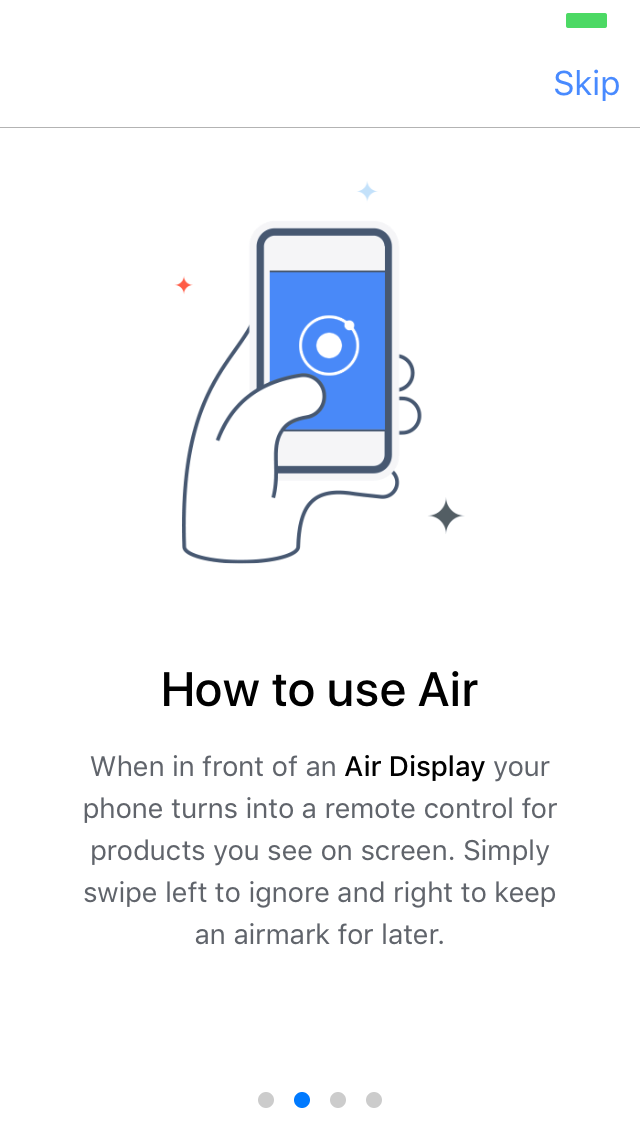 Skip
How to use Air
When in front of an Air Display your
phone turns into a remote control for
products you see on screen. Simply
swipe left to ignore and right to keep
an airmark for later.